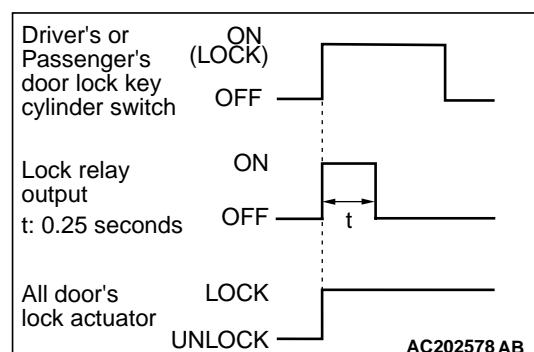 Driver's or
Passenger's
door lock key
cylinder switch
ON
(LOCK)
OFF
Lock relay
output
t: 0.25 seconds
ON
OFF
t
All door's
lock actuator
LOCK
UNLOCK
AC202578 AB